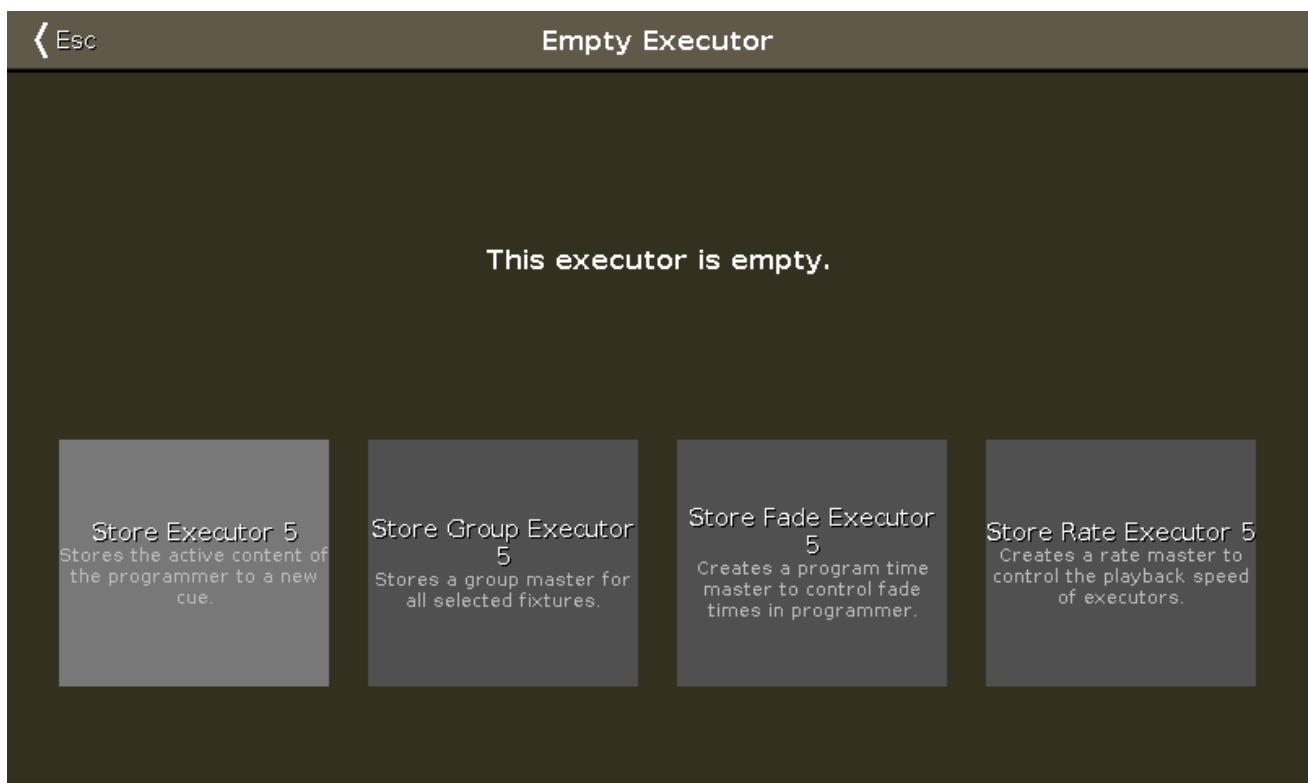 Esc
Empty Executor
This executor is empty.
Store Executor 5
Stores the active content of
the programmer to a new
cue.
Store Group Executor
5
Stores a group master for
all selected fixtures.
Store Fade Executor
5
Creates a program time
master to control fade
times in programmer.
Store Rate Executor 5
Creates a rate master to
control the playback speed
of executors.